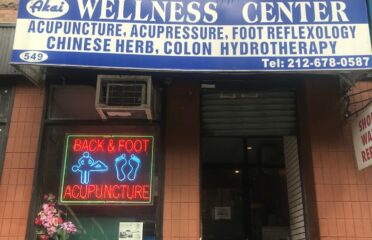 Akai
WELLNESS CENTER
ACUPUNCTURE, ACUPRESSURE, FOOT REFLEXOLOGY
CHINESE HERB, COLON HYDROTHERAPY
549
Tel: 212-678-0587
BACK & FOOT
ACUPUNCTURE